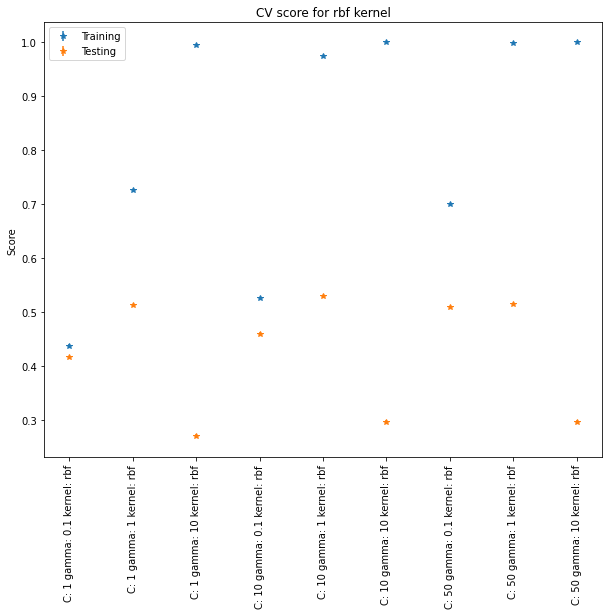 CV score for rbf kernel
Training
Testing
Score
1.0
0.9
0.8
0.7
0.6
0.5
0.4
0.3
C: 1 gamma: 0.1 kernel: rbf
C: 1 gamma: 1 kernel: rbf
C: 1 gamma: 10 kernel: rbf
C: 10 gamma: 0.1 kernel: rbf
C: 10 gamma: 1 kernel: rbf
C: 10 gamma: 10 kernel: rbf
C: 50 gamma: 0.1 kernel: rbf
C: 50 gamma: 1 kernel: rbf
C: 50 gamma: 10 kernel: rbf